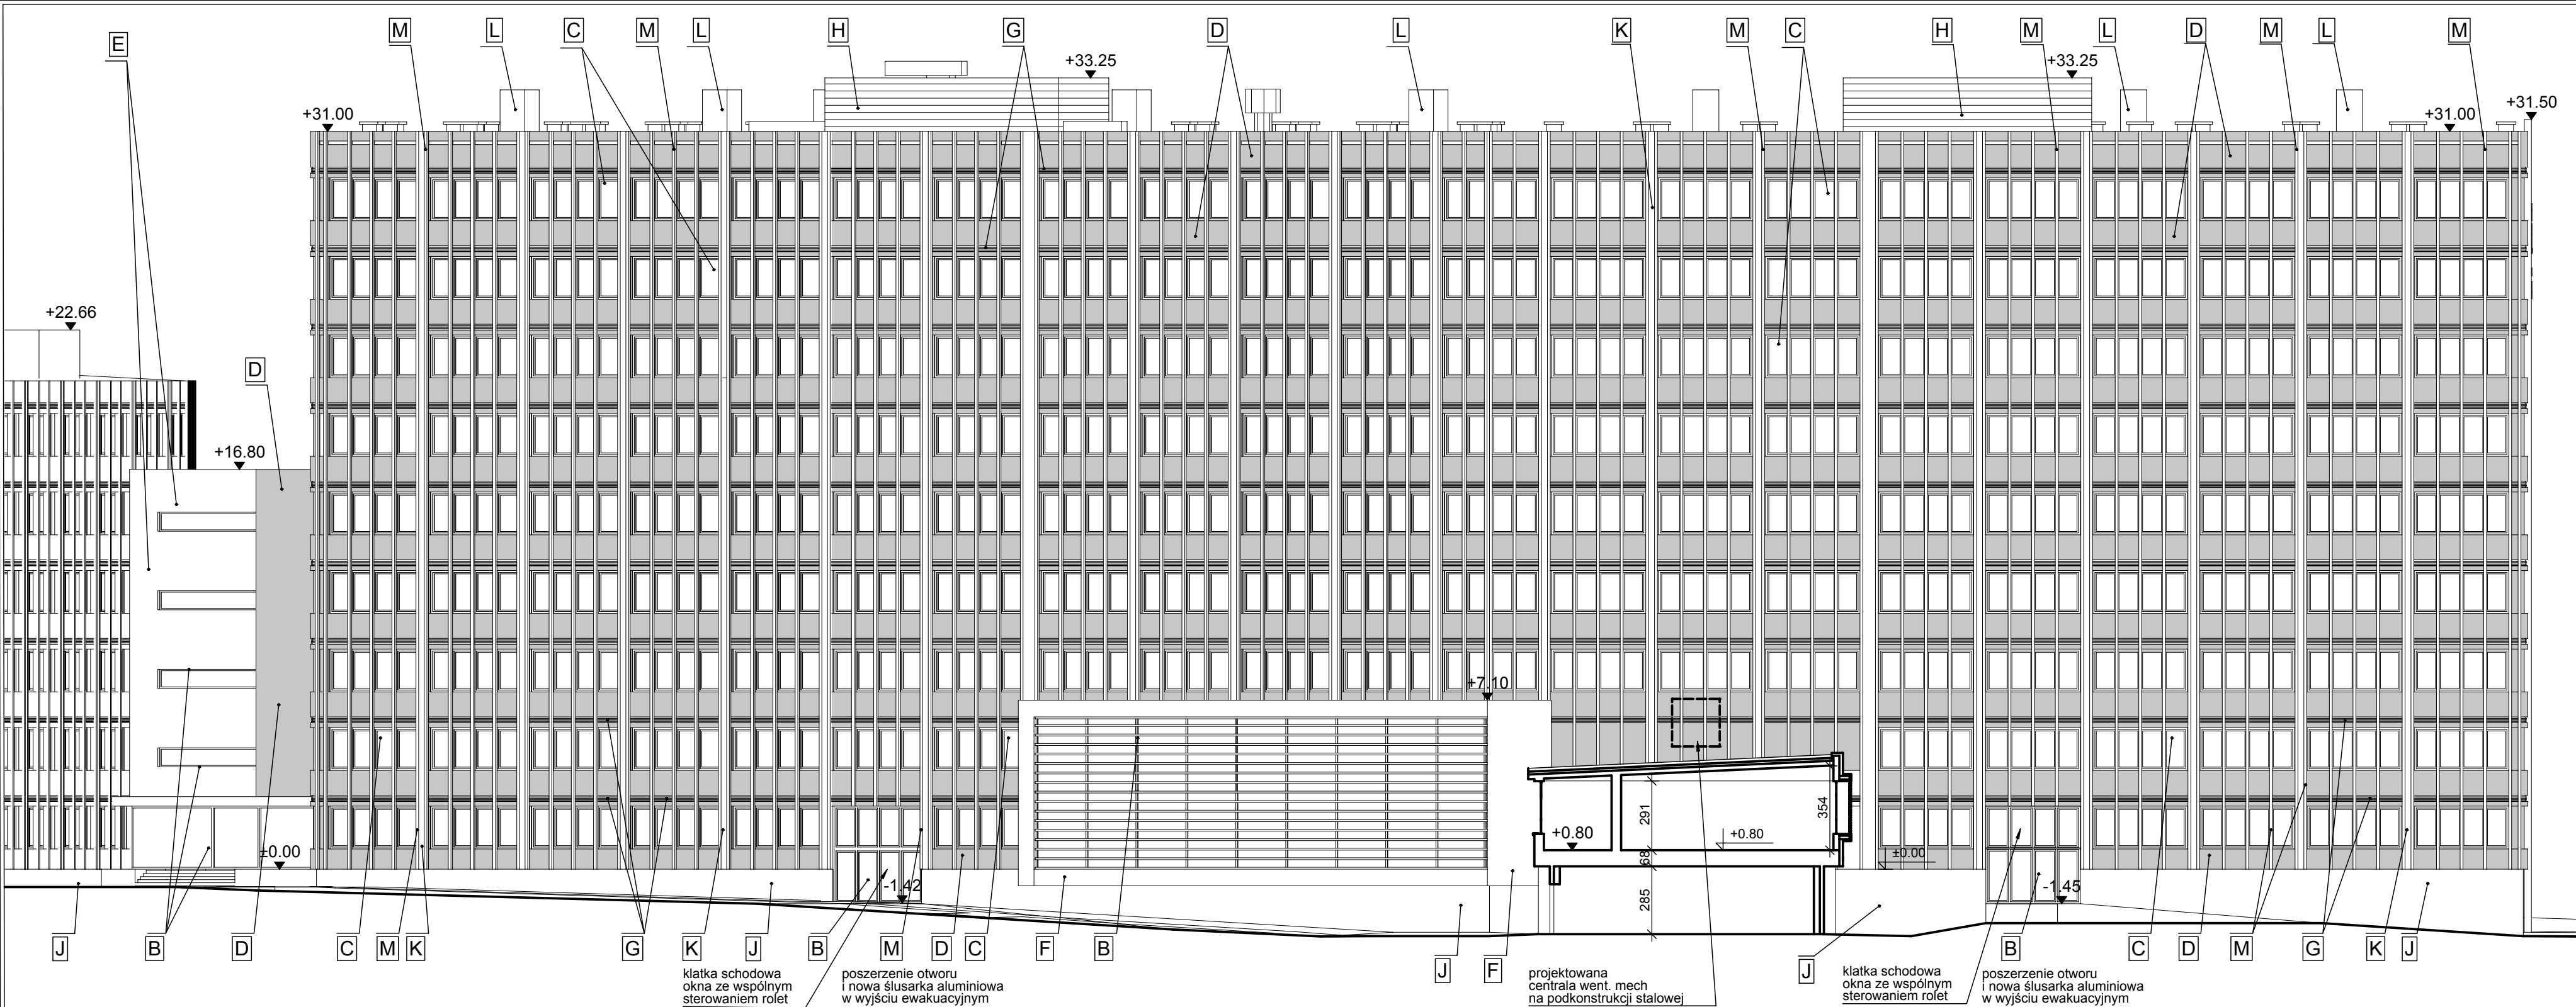 E
M
L
C
M
L
H
G
D
L
K
M
C
H
M
L
D
M
L
M
+33.25
+33.25
+31.00
+31.00
+31.50
+22.66
D
+16.80
+7.10
291
354
+0.80
+0.80
±0.00
±0.00
68
-1.42
-1.45
285
J
B
D
C
M
K
G
K
J
B
M
D
C
F
B
J
F
J
B
C
D
M
G
K
J
klatka schodowa
okna ze wspólnym
sterowaniem rolet
poszerzenie otworu
i nowa ślusarka aluminiowa
w wyjściu ewakuacyjnym
projektowana
centrala went. mech
na podkonstrukcji stalowej
klatka schodowa
okna ze wspólnym
sterowaniem rolet
poszerzenie otworu
i nowa ślusarka aluminiowa
w wyjściu ewakuacyjnym